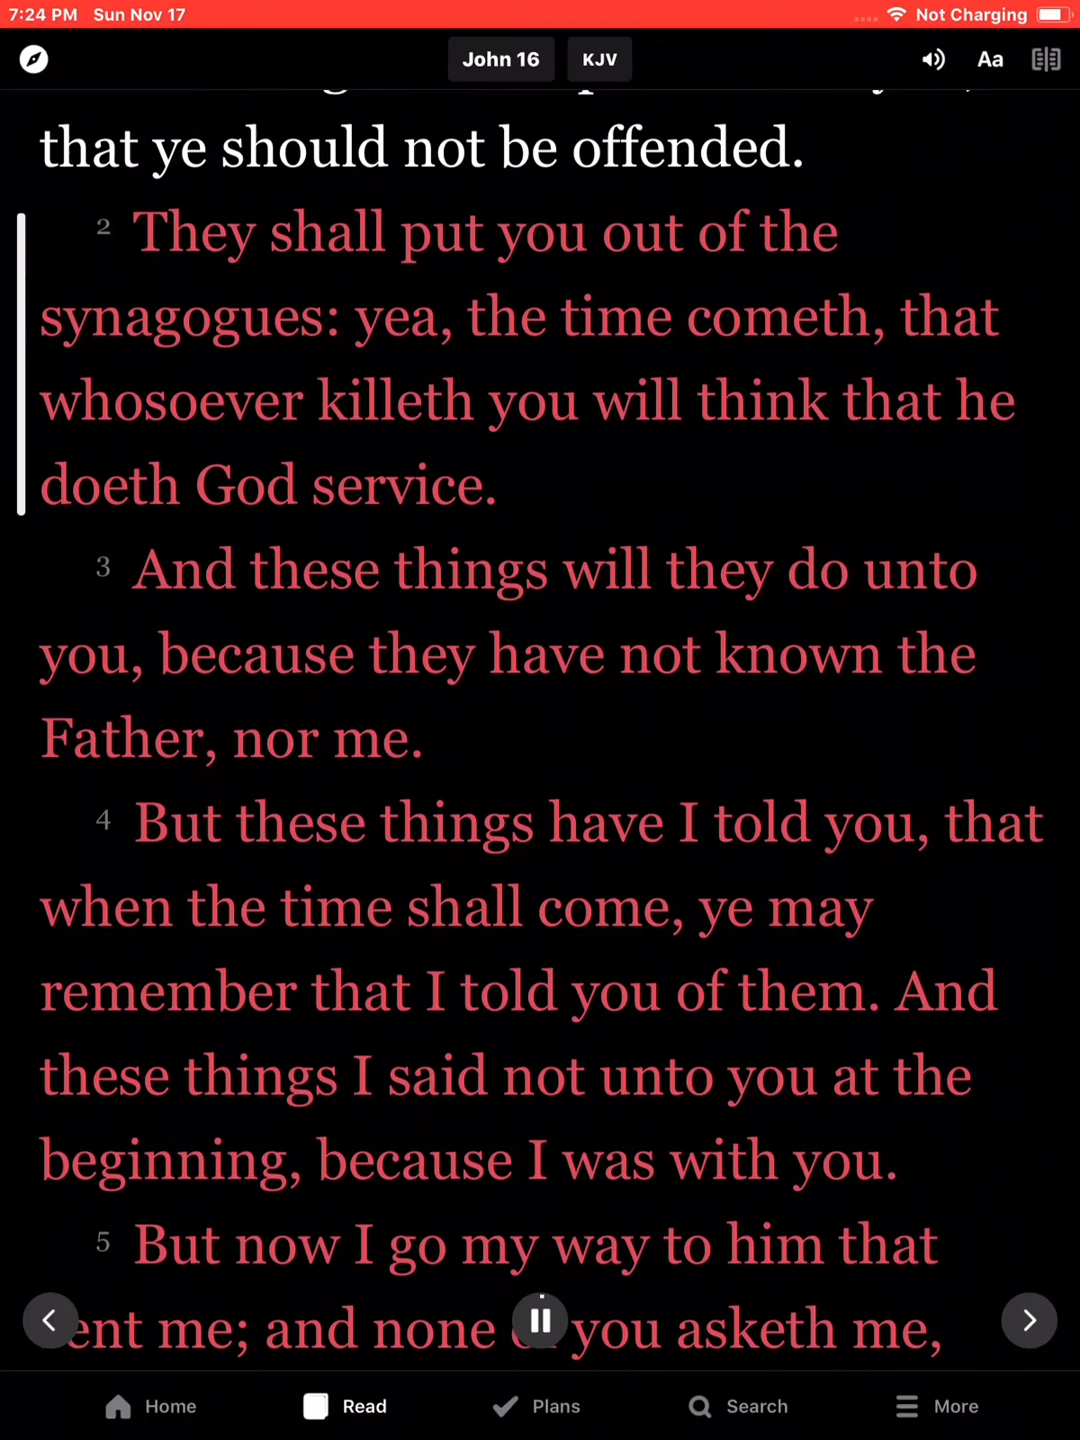 7:24 PM Sun Nov 17 Not Charging
John 16 KJV Aa
that ye should not be offended.
2 They shall put you out of the
synagogues: yea, the time cometh, that
whosoever killeth you will think that he
doeth God service.
3 And these things will they do unto
you, because they have not known the
Father, nor me.
4 But these things have I told you, that
when the time shall come, ye may
remember that I told you of them. And
these things I said not unto you at the
beginning, because I was with you.
5 But now I go my way to him that
ent me; and none you asketh me,
Home Read Plans Search More